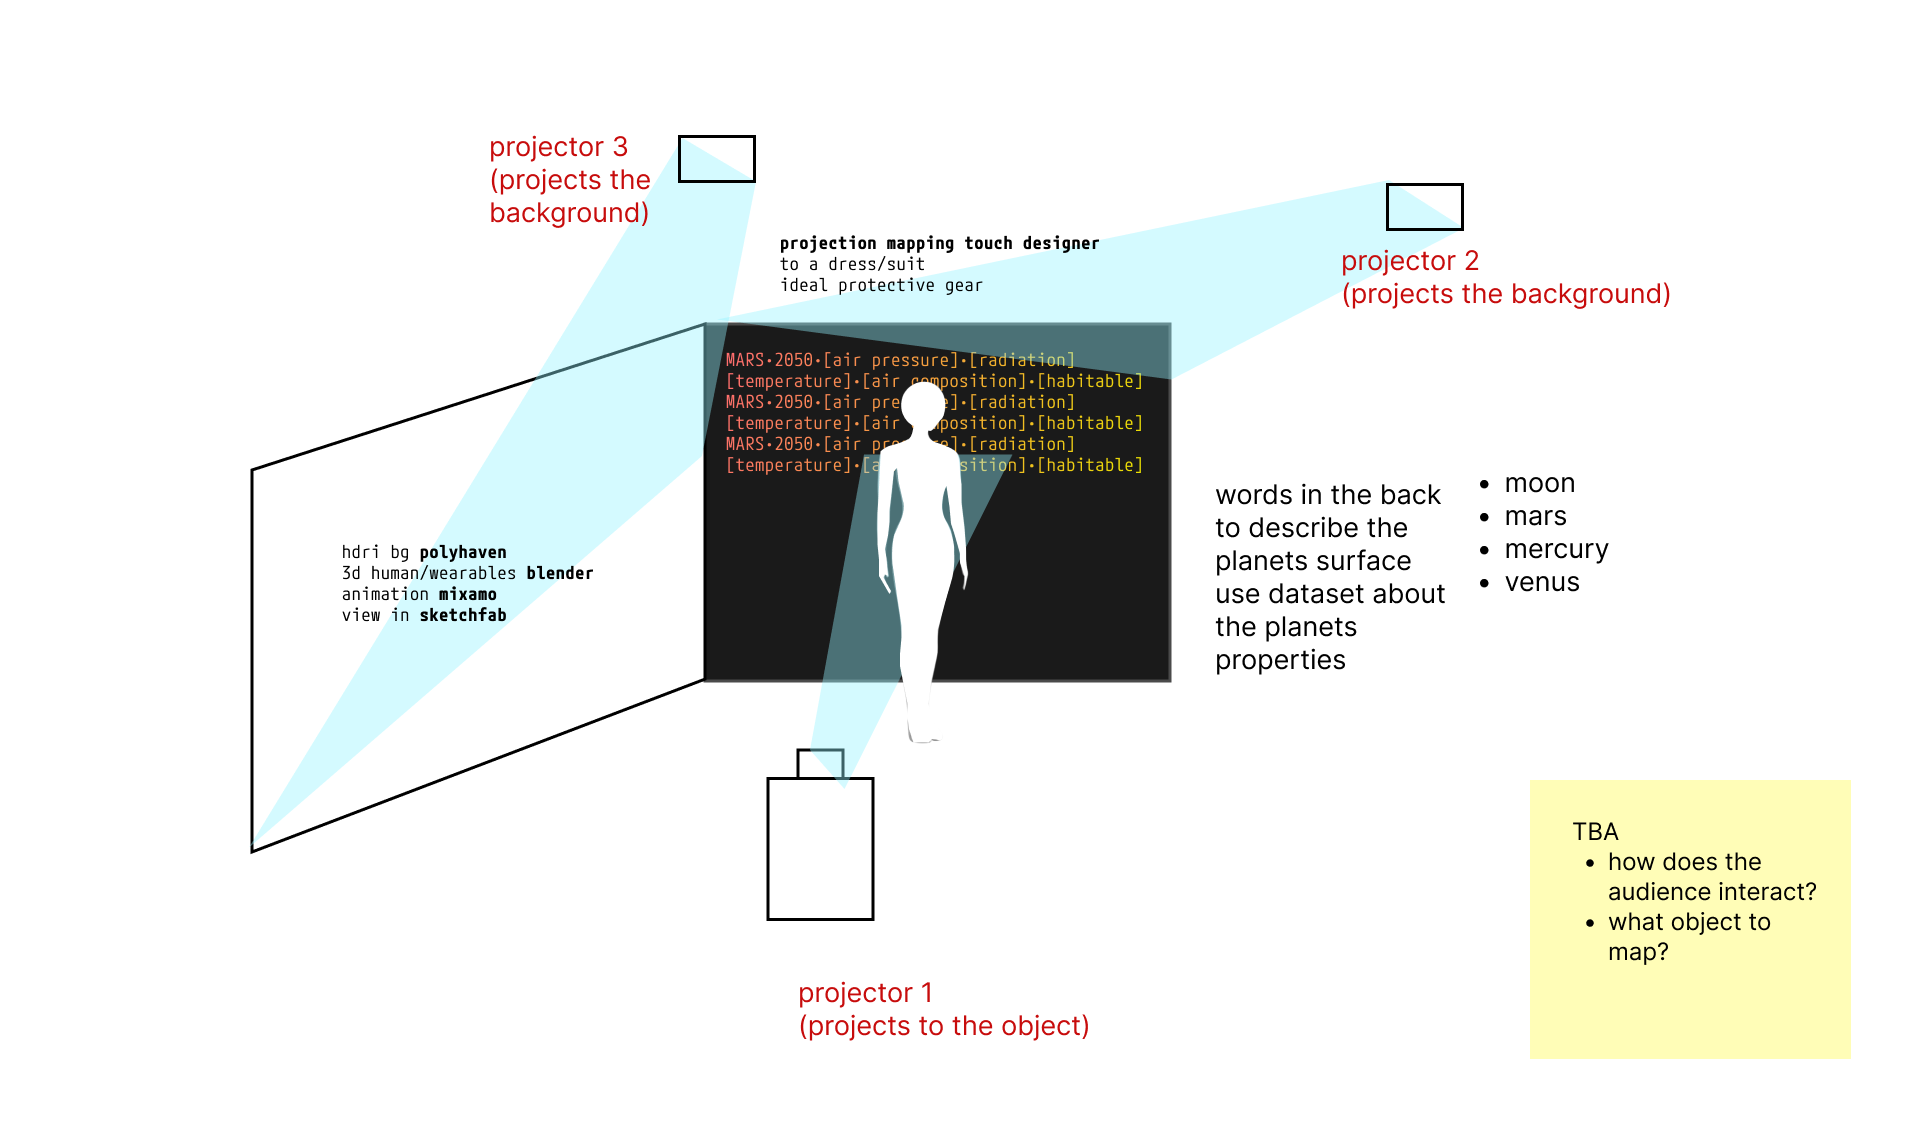 projector 3
(projects the
background)
projection mapping touch designer
to a dress/suit
ideal protective gear
projector 2
(projects the background)
MARS·2050·[air pressure]·[radiation]
[temperature]·[air composition]·[habitable]
MARS·2050·[air pre e]·[radiation]
[temperature]·[air position]·[habitable]
MARS·2050·[air pro re]·[radiation]
[temperature]·[a sition]·[habitable]
hdri bg polyhaven
3d human/wearables blender
animation mixamo
view in sketchfab
words in the back
to describe the
planets surface
use dataset about
the planets
properties
• moon
• mars
• mercury
• venus
TBA
• how does the
audience interact?
• what object to
map?
projector 1
(projects to the object)